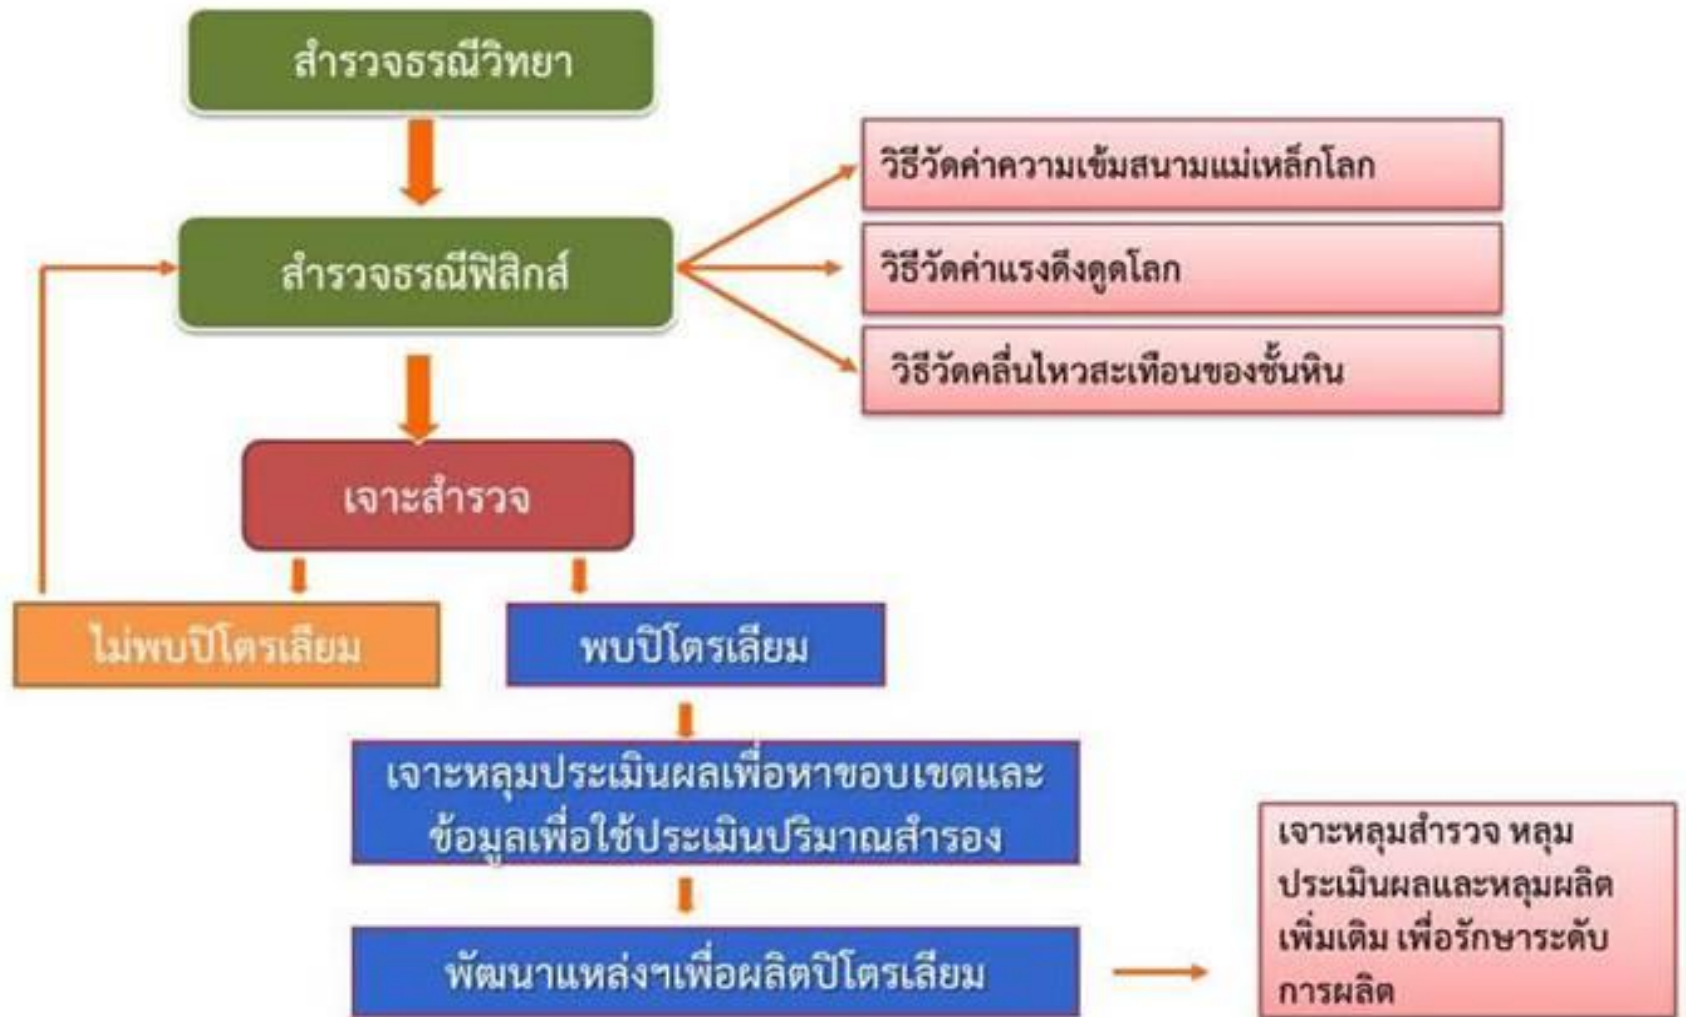 สำรวจธรณีวิทยา
สำรวจธรณีฟิสิกส์
วิธีวัดค่าความเข้มสนามแม่เหล็กโลก
วิธีวัดค่าแรงดึงดูดโลก
วิธีวัดคลื่นไหวสะเทือนของชั้นหิน
เจาะสำรวจ
ไม่พบปิโตรเลียม
พบปิโตรเลียม
เจาะหลุมประเมินผลเพื่อหาขอบเขตและ
ข้อมูลเพื่อใช้ประเมินปริมาณสำรอง
พัฒนาแหล่งฯเพื่อผลิตปิโตรเลียม
เจาะหลุมสำรวจ หลุม
ประเมินผลและหลุมผลิต
เพิ่มเติม เพื่อรักษาระดับ
การผลิต